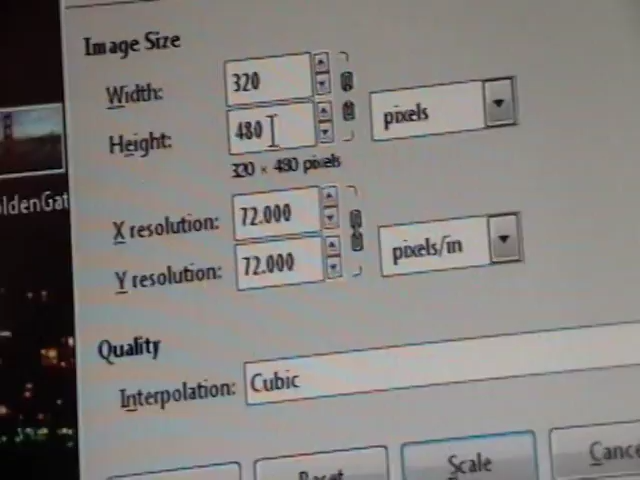 Image Size
Width: 320
Height: 480 pixels
320 × 480 pixels
X resolution: 72.000
Y resolution: 72.000 pixels/in
Quality
Interpolation: Cubic
Reset Scale